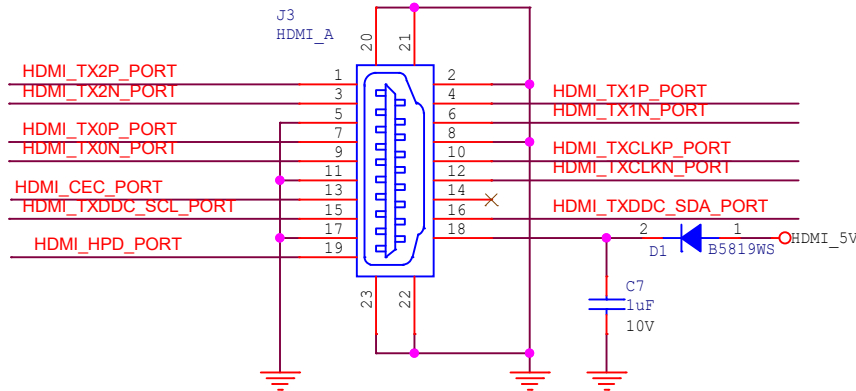 J3
HDMI_A
20 21
HDMI_TX2P_PORT 1 2
HDMI_TX2N_PORT 3 4 HDMI_TX1P_PORT
5 6 HDMI_TX1N_PORT
HDMI_TX0P_PORT 7 8
HDMI_TX0N_PORT 9 10 HDMI_TXCLKP_PORT
11 12 HDMI_TXCLKN_PORT
HDMI_CEC_PORT 13 14
HDMI_TXDDC_SCL_PORT 15 16 HDMI_TXDDC_SDA_PORT
17 18 2 1 HDMI_5V
D1 B5819WS
HDMI_HPD_PORT 19
23 22
C7
1uF
10V